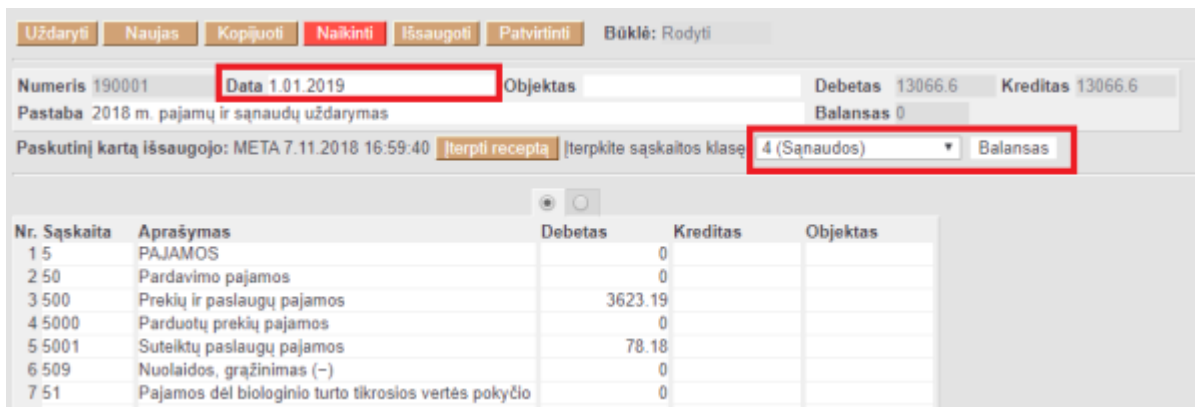 Uždaryti Naujas Kopijuoti Naikinti Išsaugoti Patvirtinti Būklė: Rodyti
Numeris 190001 Data 1.01.2019 Objektas Debetas 13066.6 Kreditas 13066.6
Pastaba 2018 m. pajamų ir sąnaudų uždarymas Balansas 0
Paskutinį kartą išsaugojo: META 7.11.2018 16:59:40 Įterpti receptą Įterpkite sąskaitos klasę 4 (Sąnaudos) Balansas
Nr. Sąskaita Aprašymas Debetas Kreditas Objektas
1 5 PAJAMOS 0
2 50 Pardavimo pajamos 0
3 500 Prekių ir paslaugų pajamos 3623.19
4 5000 Parduotų prekių pajamos 0
5 5001 Suteiktų paslaugų pajamos 78.18
6 509 Nuolaidos, grąžinimas (−) 0
7 51 Pajamos dėl biologinio turto tikrosios vertės pokyčio 0